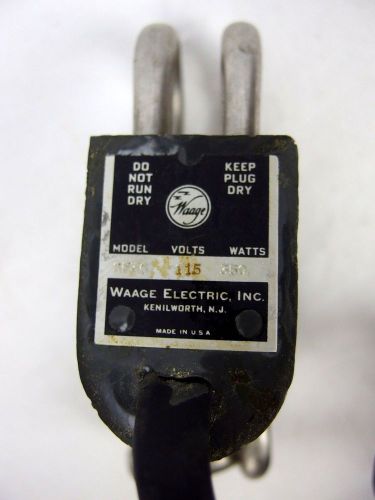 DO NOT RUN DRY
KEEP PLUG DRY
Waage
MODEL VOLTS WATTS
115
WAAGE ELECTRIC, INC.
KENILWORTH, N.J.
MADE IN U.S.A